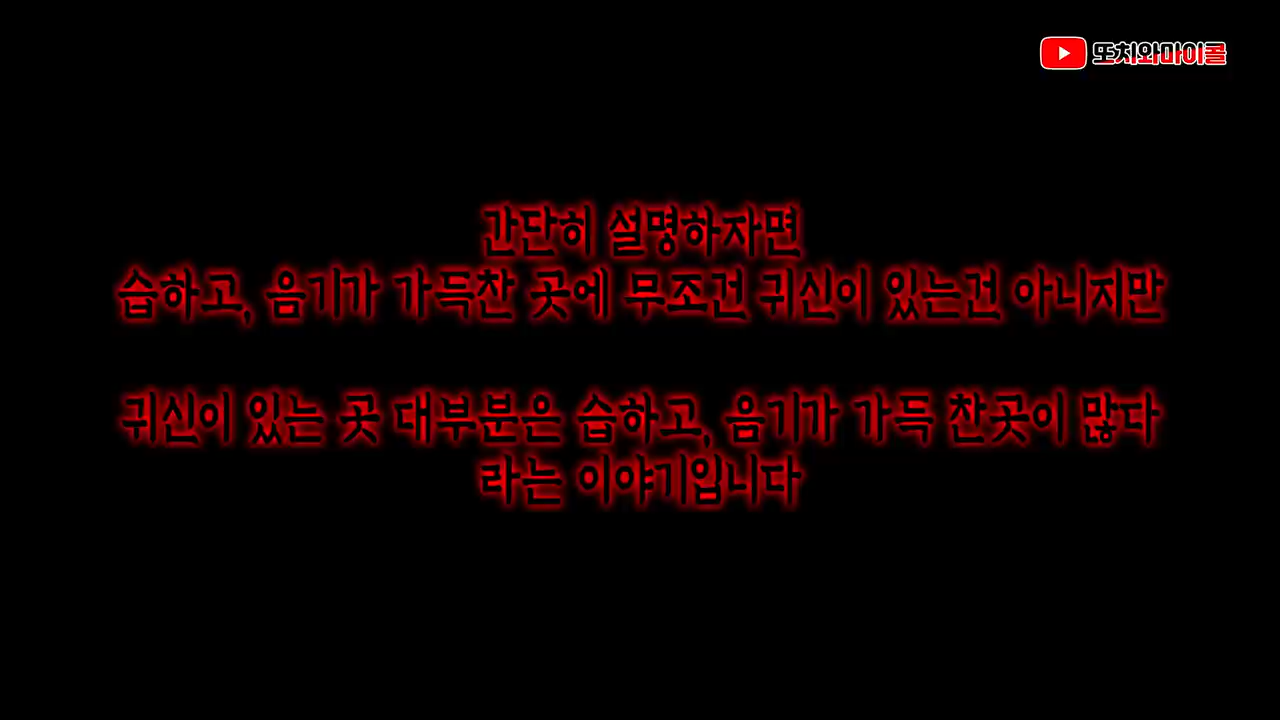 또치와마이콜
간단히 설명하자면
습하고, 음기가 가득찬 곳에 무조건 귀신이 있는건 아니지만
귀신이 있는 곳 대부분은 습하고, 음기가 가득 찬곳이 많다
라는 이야기입니다